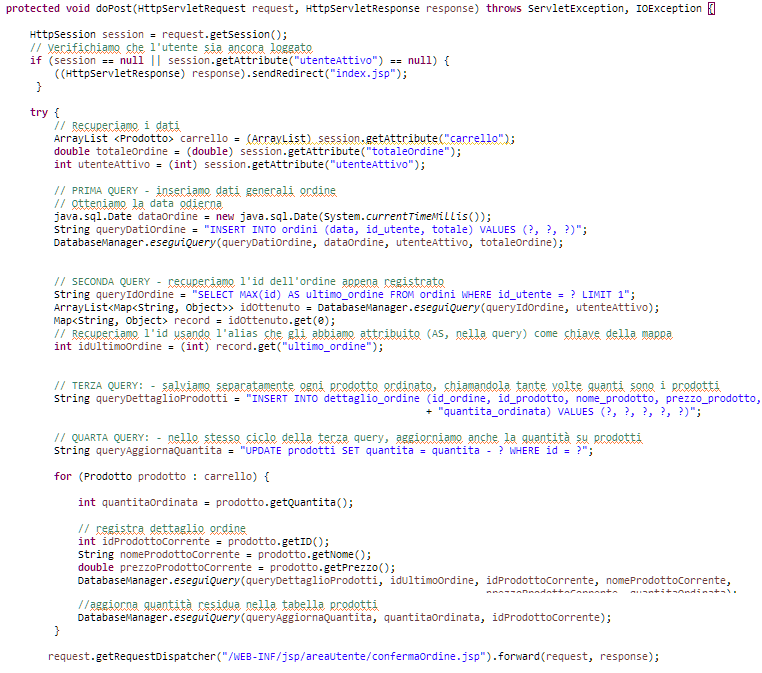 protected void doPost(HttpServletRequest request, HttpServletResponse response) throws ServletException, IOException {
HttpSession session = request.getSession();
// Verifichiamo che l'utente sia ancora loggato
if (session == null || session.getAttribute("utenteAttivo") == null) {
((HttpServletResponse) response).sendRedirect("index.jsp");
}
try {
// Recuperiamo i dati
ArrayList <Prodotto> carrello = (ArrayList) session.getAttribute("carrello");
double totaleOrdine = (double) session.getAttribute("totaleOrdine");
int utenteAttivo = (int) session.getAttribute("utenteAttivo");
// PRIMA QUERY - inseriamo dati generali ordine
// Otteniamo la data odierna
java.sql.Date dataOrdine = new java.sql.Date(System.currentTimeMillis());
String queryDatiOrdine = "INSERT INTO ordini (data, id_utente, totale) VALUES (?, ?, ?)";
DatabaseManager.eseguiQuery(queryDatiOrdine, dataOrdine, utenteAttivo, totaleOrdine);
// SECONDA QUERY - recuperiamo l'id dell'ordine appena registrato
String queryIdOrdine = "SELECT MAX(id) AS ultimo_ordine FROM ordini WHERE id_utente = ? LIMIT 1";
ArrayList<Map<String, Object>> idOttenuto = DatabaseManager.eseguiQuery(queryIdOrdine, utenteAttivo);
Map<String, Object> record = idOttenuto.get(0);
// Recuperiamo l'id usando l'alias che gli abbiamo attribuito (AS, nella query) come chiave della mappa
int idUltimoOrdine = (int) record.get("ultimo_ordine");
// TERZA QUERY: - salviamo separatamente ogni prodotto ordinato, chiamandola tante volte quanti sono i prodotti
String queryDettaglioProdotti = "INSERT INTO dettaglio_ordine (id_ordine, id_prodotto, nome_prodotto, prezzo_prodotto,
+ "quantita_ordinata) VALUES (?, ?, ?, ?, ?)";
// QUARTA QUERY: - nello stesso ciclo della terza query, aggiorniamo anche la quantità su prodotti
String queryAggiornaQuantita = "UPDATE prodotti SET quantita = quantita - ? WHERE id = ?";
for (Prodotto prodotto : carrello) {
int quantitaOrdinata = prodotto.getQuantita();
// registra dettaglio ordine
int idProdottoCorrente = prodotto.getID();
String nomeProdottoCorrente = prodotto.getNome();
double prezzoProdottoCorrente = prodotto.getPrezzo();
DatabaseManager.eseguiQuery(queryDettaglioProdotti, idUltimoOrdine, idProdottoCorrente, nomeProdottoCorrente,
prezzoProdottoCorrente, quantitaOrdinata);
//aggiorna quantità residua nella tabella prodotti
DatabaseManager.eseguiQuery(queryAggiornaQuantita, quantitaOrdinata, idProdottoCorrente);
}
request.getRequestDispatcher("/WEB-INF/jsp/areaUtente/confermaOrdine.jsp").forward(request, response);